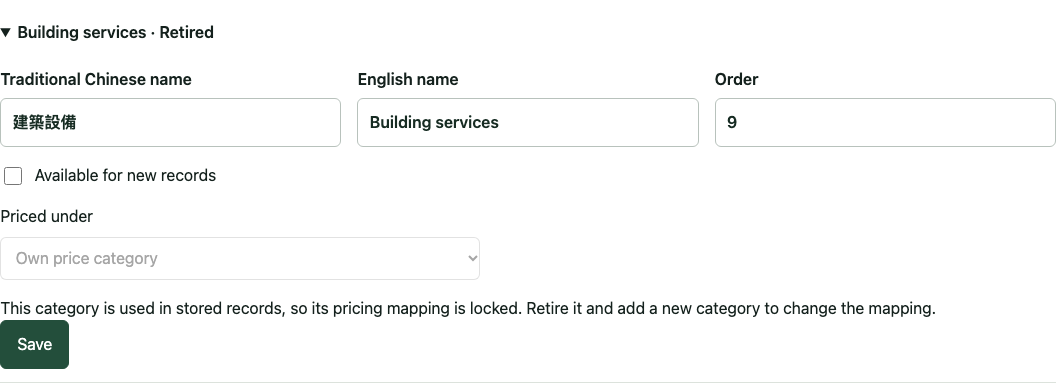 ▼ Building services · Retired
Traditional Chinese name English name Order
建築設備 Building services 9
Available for new records
Priced under
Own price category
This category is used in stored records, so its pricing mapping is locked. Retire it and add a new category to change the mapping.
Save